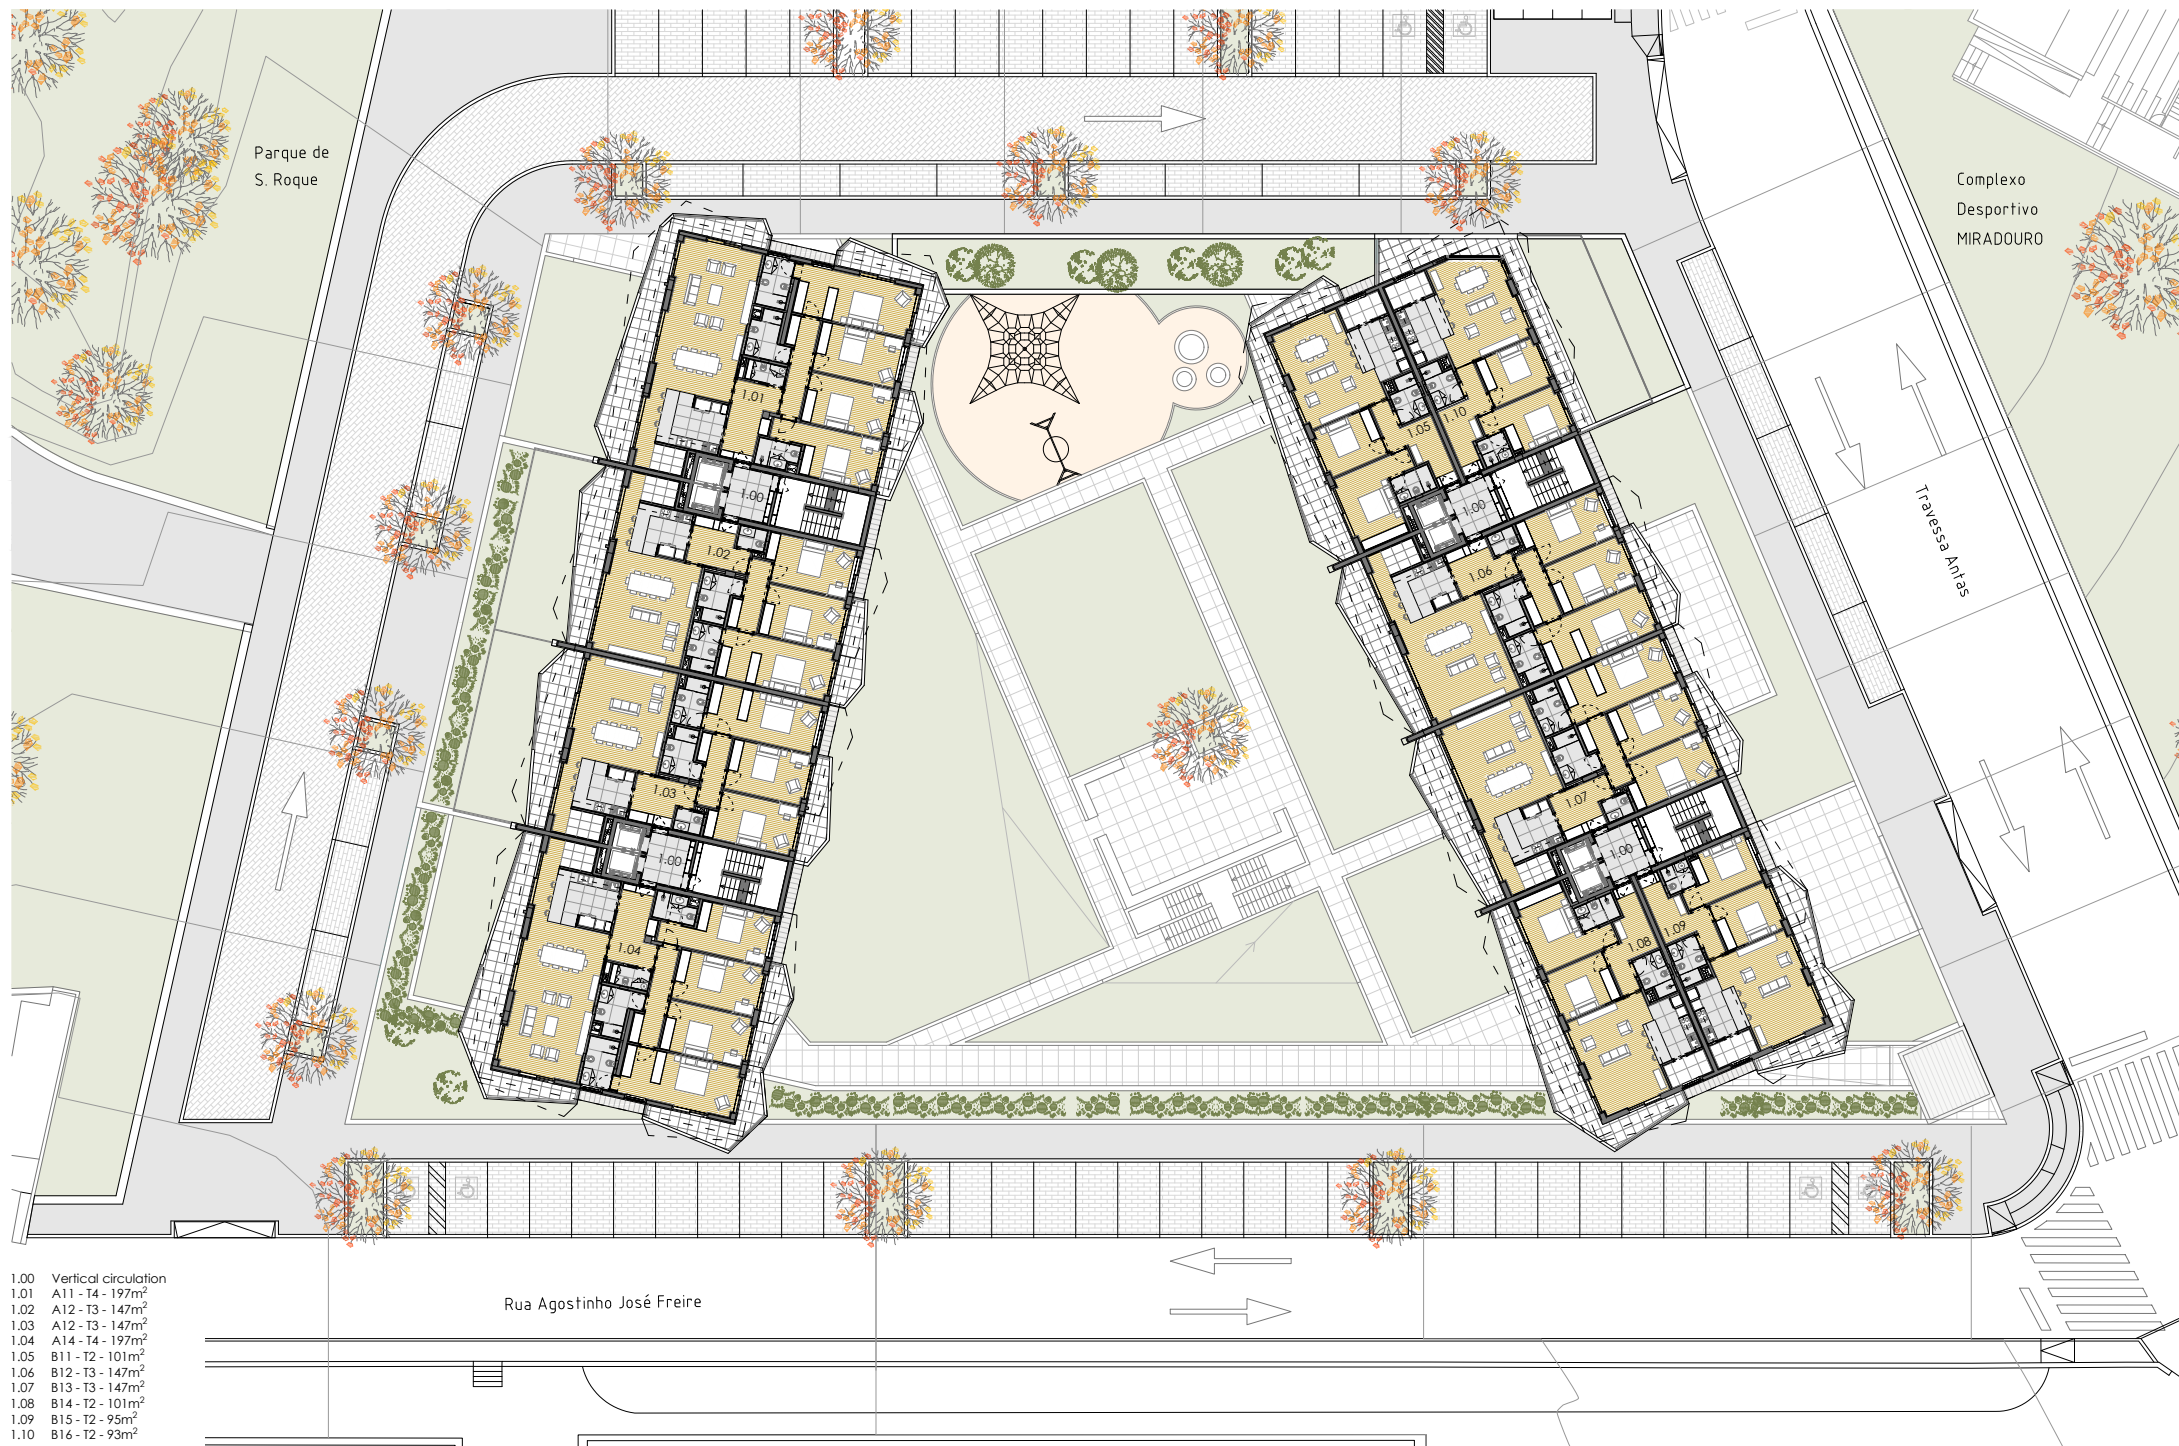 Parque de
S. Roque
Complexo
Desportivo
MIRADOURO
Travessa Antas
1.01
1.00
1.02
1.03
1.00
1.04
1.05
1.10
1.00
1.06
1.07
1.00
1.08
1.09
Rua Agostinho José Freire
1.00 Vertical circulation
1.01 A11 - T4 - 197m²
1.02 A12 - T3 - 147m²
1.03 A12 - T3 - 147m²
1.04 A14 - T4 - 197m²
1.05 B11 - T2 - 101m²
1.06 B12 - T3 - 147m²
1.07 B13 - T3 - 147m²
1.08 B14 - T2 - 101m²
1.09 B15 - T2 - 95m²
1.10 B16 - T2 - 93m²